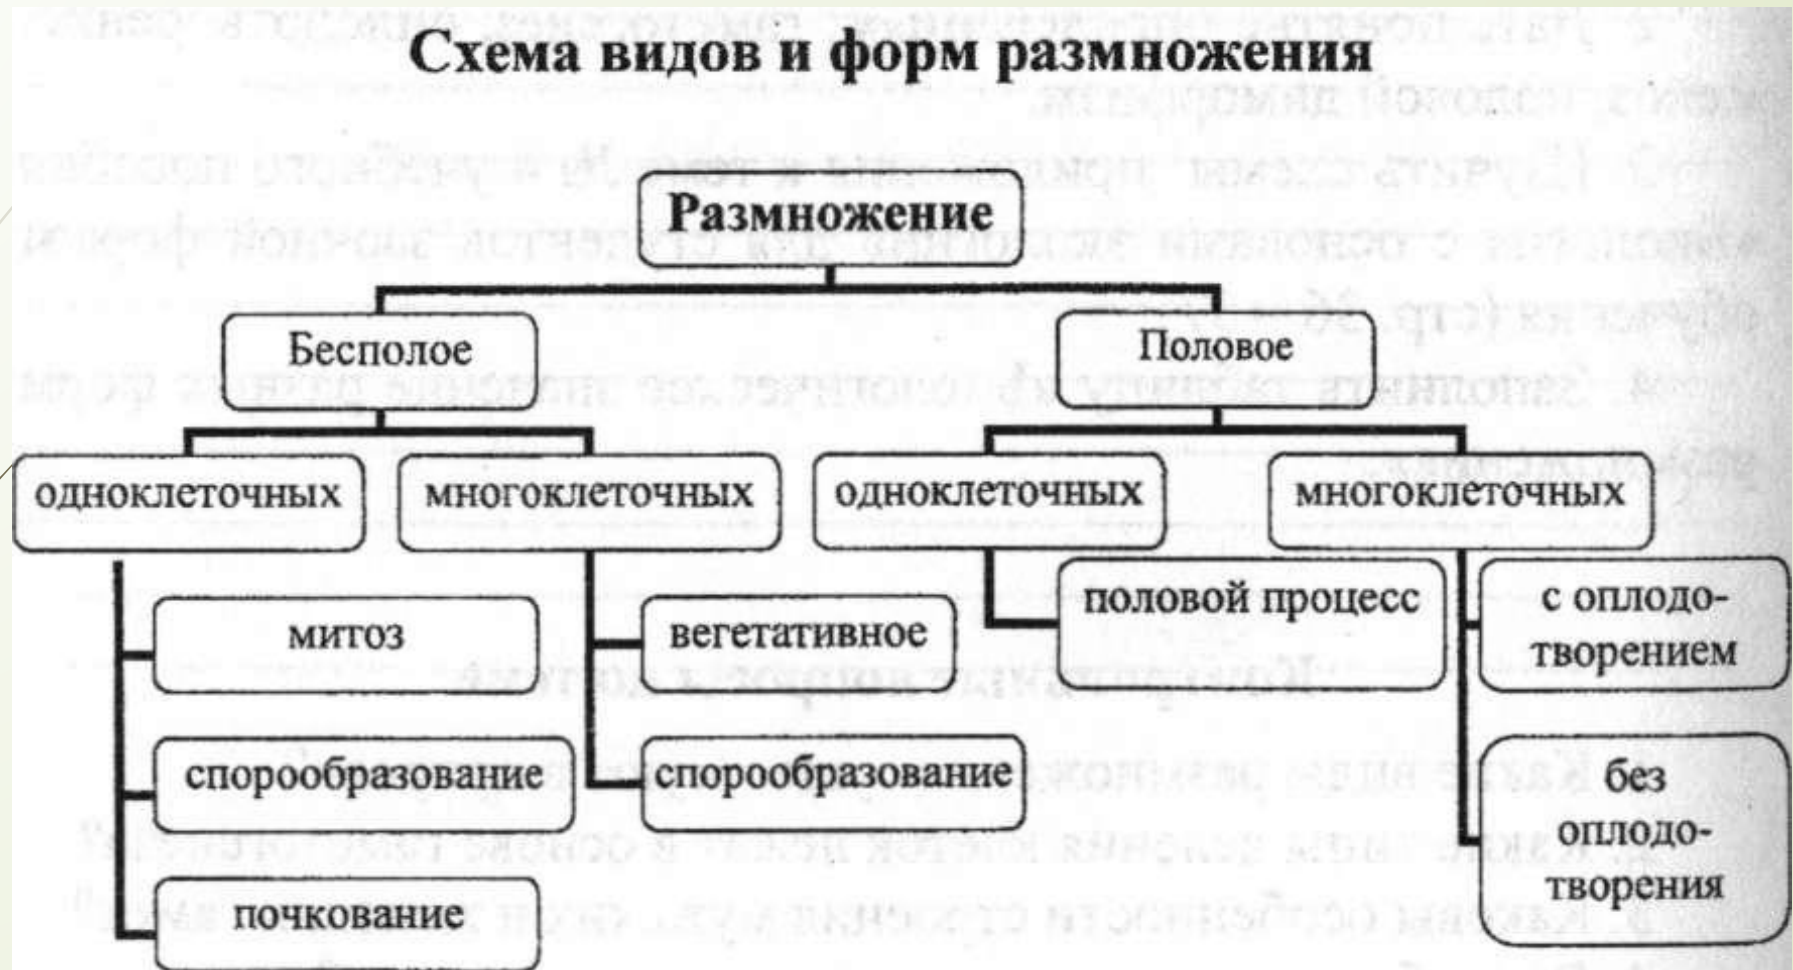 Схема видов и форм размножения
Размножение
Бесполое
Половое
одноклеточных
многоклеточных
одноклеточных
многоклеточных
митоз
спорообразование
почкование
вегетативное
спорообразование
половой процесс
с оплодо-
творением
без
оплодо-
творения